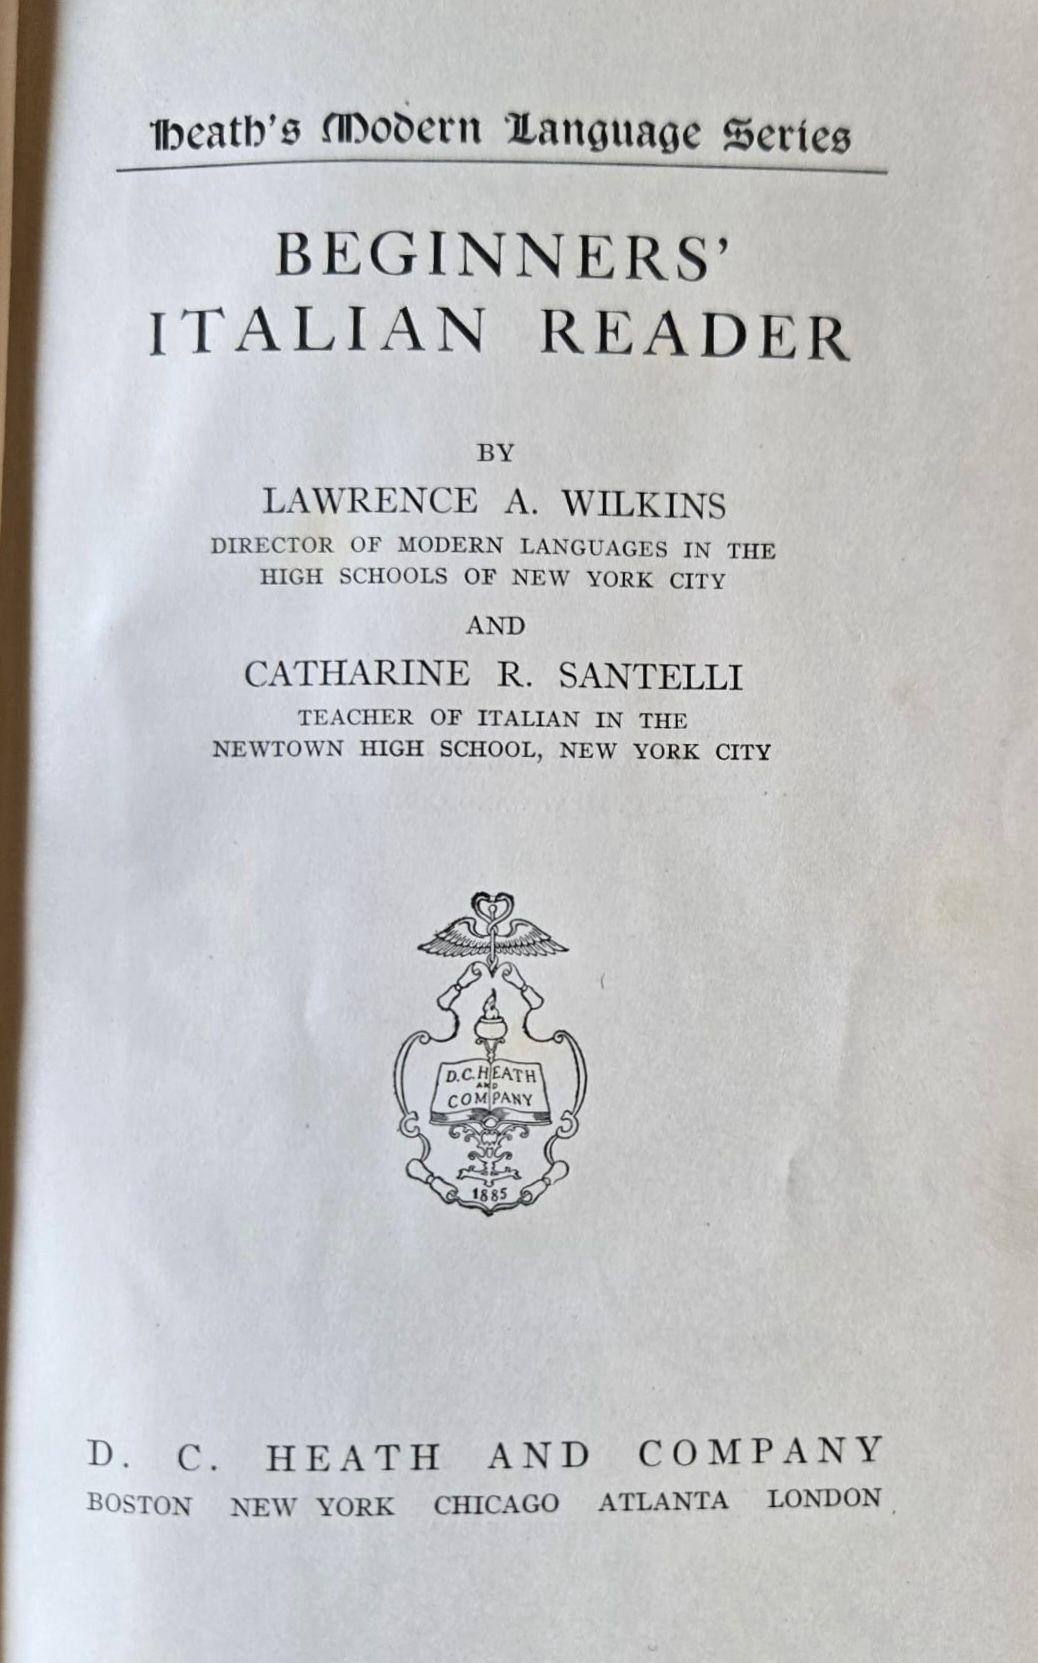 Heath's Modern Language Series
BEGINNERS'
ITALIAN READER
BY
LAWRENCE A. WILKINS
DIRECTOR OF MODERN LANGUAGES IN THE
HIGH SCHOOLS OF NEW YORK CITY
AND
CATHARINE R. SANTELLI
TEACHER OF ITALIAN IN THE
NEWTOWN HIGH SCHOOL, NEW YORK CITY
D.C. HEATH
AND
COMPANY
1885
D. C. HEATH AND COMPANY
BOSTON NEW YORK CHICAGO ATLANTA LONDON